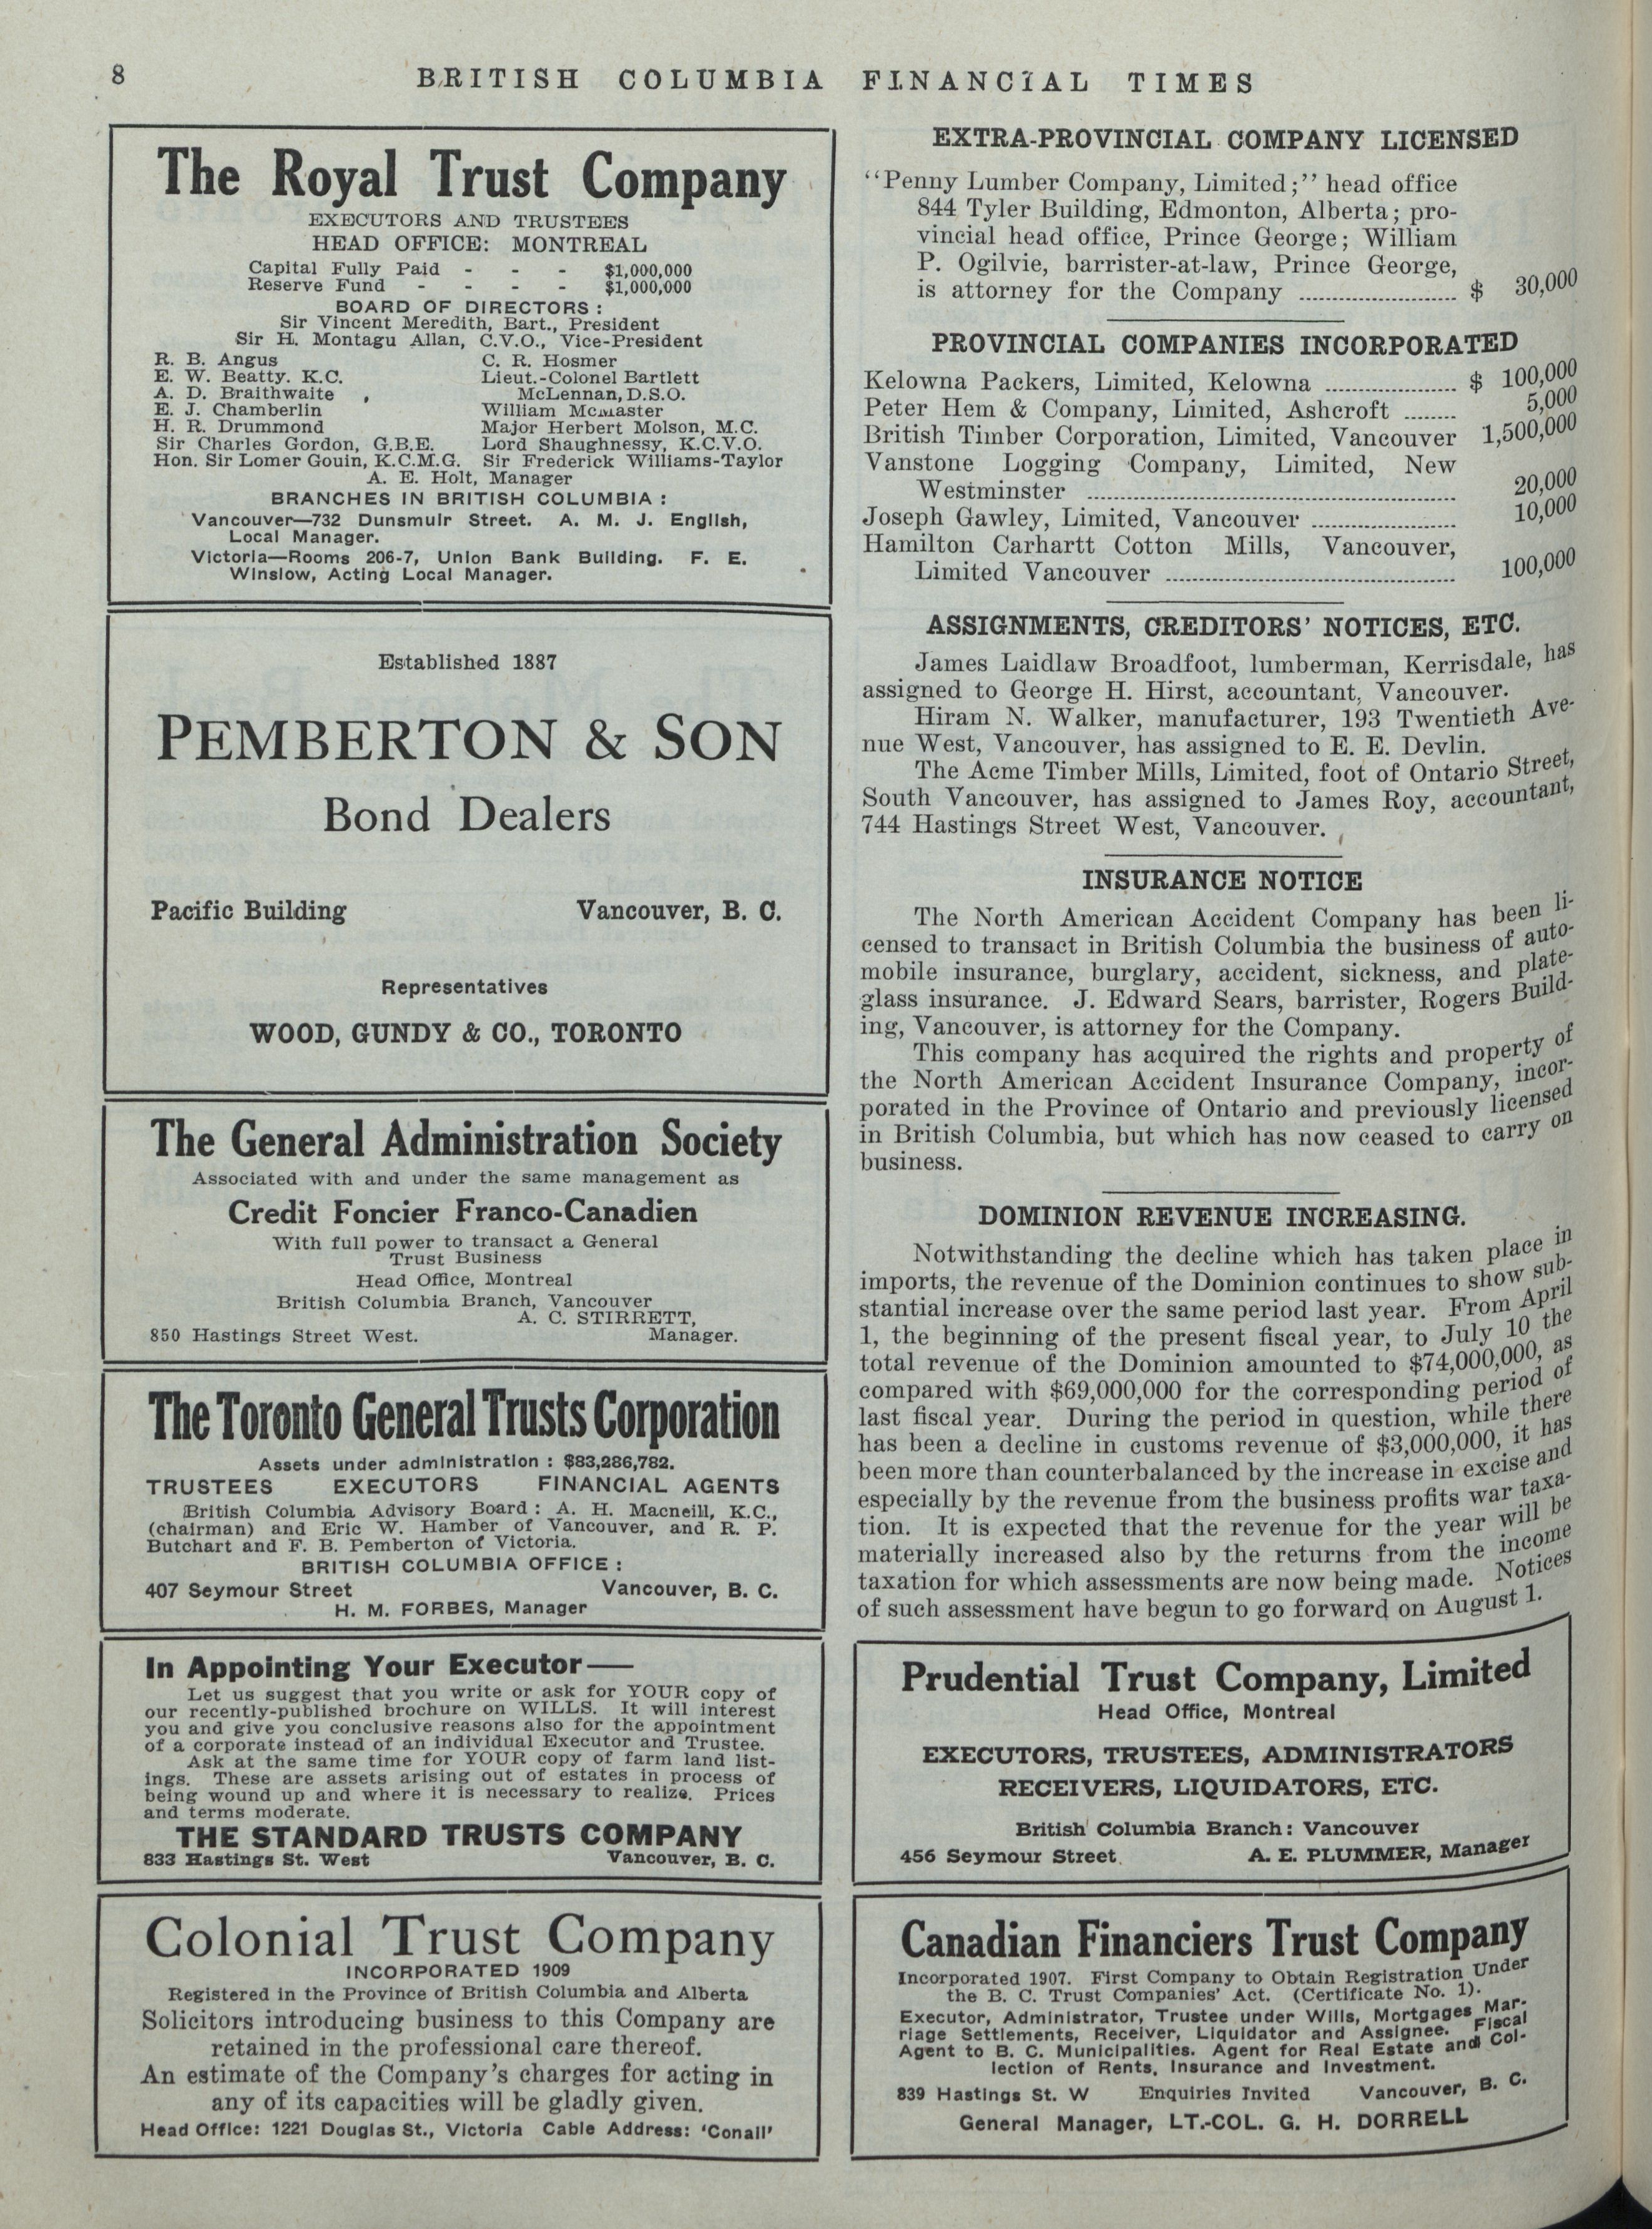 8
BRITISH COLUMBIA FINANCIAL TIMES
The Royal Trust Company
EXECUTORS AND TRUSTEES
HEAD OFFICE: MONTREAL
Capital Fully Paid - - - $1,000,000
Reserve Fund - - - - $1,000,000
BOARD OF DIRECTORS:
Sir Vincent Meredith, Bart., President
Sir H. Montagu Allan, C.V.O., Vice-President
R. B. Angus C. R. Hosmer
E. W. Beatty. K.C. Lieut.-Colonel Bartlett
A. D. Braithwaite McLennan, D.S.O.
E. J. Chamberlin William McMaster
H. R. Drummond Major Herbert Molson, M.C.
Sir Charles Gordon, G.B.E. Lord Shaughnessy, K.C.V.O.
Hon. Sir Lomer Gouin, K.C.M.G. Sir Frederick Williams-Taylor
A. E. Holt, Manager
BRANCHES IN BRITISH COLUMBIA:
Vancouver—732 Dunsmuir Street. A. M. J. English,
Local Manager.
Victoria—Rooms 206-7, Union Bank Building. F. E.
Winslow, Acting Local Manager.
Established 1887
PEMBERTON & SON
Bond Dealers
Pacific Building Vancouver, B. C.
Representatives
WOOD, GUNDY & CO., TORONTO
The General Administration Society
Associated with and under the same management as
Credit Foncier Franco-Canadien
With full power to transact a General
Trust Business
Head Office, Montreal
British Columbia Branch, Vancouver
A. C. STIRRETT,
850 Hastings Street West. Manager.
The Toronto General Trusts Corporation
Assets under administration: $83,286,782.
TRUSTEES EXECUTORS FINANCIAL AGENTS
British Columbia Advisory Board: A. H. Macneill, K.C.,
(chairman) and Eric W. Hamber of Vancouver, and R. P.
Butchart and F. B. Pemberton of Victoria.
BRITISH COLUMBIA OFFICE:
407 Seymour Street Vancouver, B. C.
H. M. FORBES, Manager
In Appointing Your Executor—
Let us suggest that you write or ask for YOUR copy of
our recently-published brochure on WILLS. It will interest
you and give you conclusive reasons also for the appointment
of a corporate instead of an individual Executor and Trustee.
Ask at the same time for YOUR copy of farm land list-
ings. These are assets arising out of estates in process of
being wound up and where it is necessary to realize. Prices
and terms moderate.
THE STANDARD TRUSTS COMPANY
833 Hastings St. West Vancouver, B. C.
Colonial Trust Company
INCORPORATED 1909
Registered in the Province of British Columbia and Alberta
Solicitors introducing business to this Company are
retained in the professional care thereof.
An estimate of the Company's charges for acting in
any of its capacities will be gladly given.
Head Office: 1221 Douglas St., Victoria Cable Address: 'Conail'
EXTRA-PROVINCIAL COMPANY LICENSED
"Penny Lumber Company, Limited;" head office
844 Tyler Building, Edmonton, Alberta; pro-
vincial head office, Prince George; William
P. Ogilvie, barrister-at-law, Prince George,
is attorney for the Company ........ $ 30,000
PROVINCIAL COMPANIES INCORPORATED
Kelowna Packers, Limited, Kelowna ........ $ 100,000
Peter Hem & Company, Limited, Ashcroft ........ 5,000
British Timber Corporation, Limited, Vancouver 1,500,000
Vanstone Logging Company, Limited, New
Westminster ........ 20,000
Joseph Gawley, Limited, Vancouver ........ 10,000
Hamilton Carhartt Cotton Mills, Vancouver,
Limited Vancouver ........ 100,000
ASSIGNMENTS, CREDITORS' NOTICES, ETC.
James Laidlaw Broadfoot, lumberman, Kerrisdale, has
assigned to George H. Hirst, accountant, Vancouver.
Hiram N. Walker, manufacturer, 193 Twentieth Ave-
nue West, Vancouver, has assigned to E. E. Devlin.
The Acme Timber Mills, Limited, foot of Ontario Street,
South Vancouver, has assigned to James Roy, accountant,
744 Hastings Street West, Vancouver.
INSURANCE NOTICE
The North American Accident Company has been li-
censed to transact in British Columbia the business of auto-
mobile insurance, burglary, accident, sickness, and plate-
glass insurance. J. Edward Sears, barrister, Rogers Build-
ing, Vancouver, is attorney for the Company.
This company has acquired the rights and property of
the North American Accident Insurance Company, incor-
porated in the Province of Ontario and previously licensed
in British Columbia, but which has now ceased to carry on
business.
DOMINION REVENUE INCREASING.
Notwithstanding the decline which has taken place in
imports, the revenue of the Dominion continues to show sub-
stantial increase over the same period last year. From April
1, the beginning of the present fiscal year, to July 10 the
total revenue of the Dominion amounted to $74,000,000, as
compared with $69,000,000 for the corresponding period of
last fiscal year. During the period in question, while there
has been a decline in customs revenue of $3,000,000, it has
been more than counterbalanced by the increase in excise and
especially by the revenue from the business profits war taxa-
tion. It is expected that the revenue for the year will be
materially increased also by the returns from the income
taxation for which assessments are now being made. Notices
of such assessment have begun to go forward on August 1.
Prudential Trust Company, Limited
Head Office, Montreal
EXECUTORS, TRUSTEES, ADMINISTRATORS
RECEIVERS, LIQUIDATORS, ETC.
British Columbia Branch: Vancouver
456 Seymour Street A. E. PLUMMER, Manager
Canadian Financiers Trust Company
Incorporated 1907. First Company to Obtain Registration Under
the B. C. Trust Companies' Act. (Certificate No. 1).
Executor, Administrator, Trustee under Wills, Mortgages Mar-
riage Settlements, Receiver, Liquidator and Assignee. Fiscal
Agent to B. C. Municipalities. Agent for Real Estate and Col-
lection of Rents, Insurance and Investment.
839 Hastings St. W Enquiries Invited Vancouver, B. C.
General Manager, LT.-COL. G. H. DORRELL